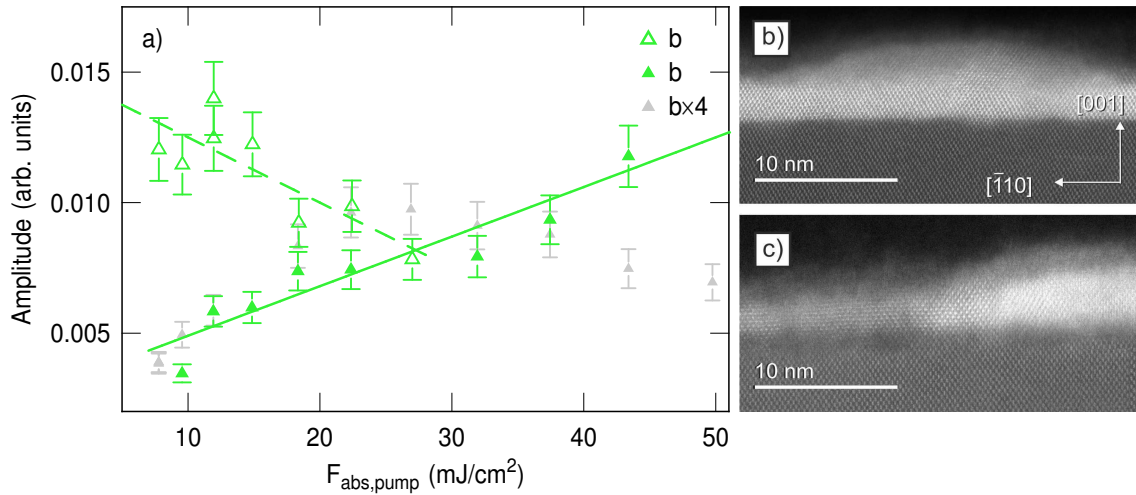 a)
b
b
b×4
0.015
0.010
0.005
Amplitude (arb. units)
10
20
30
40
50
F_abs,pump (mJ/cm²)
b)
[001]
10 nm
[1̄10]
c)
10 nm